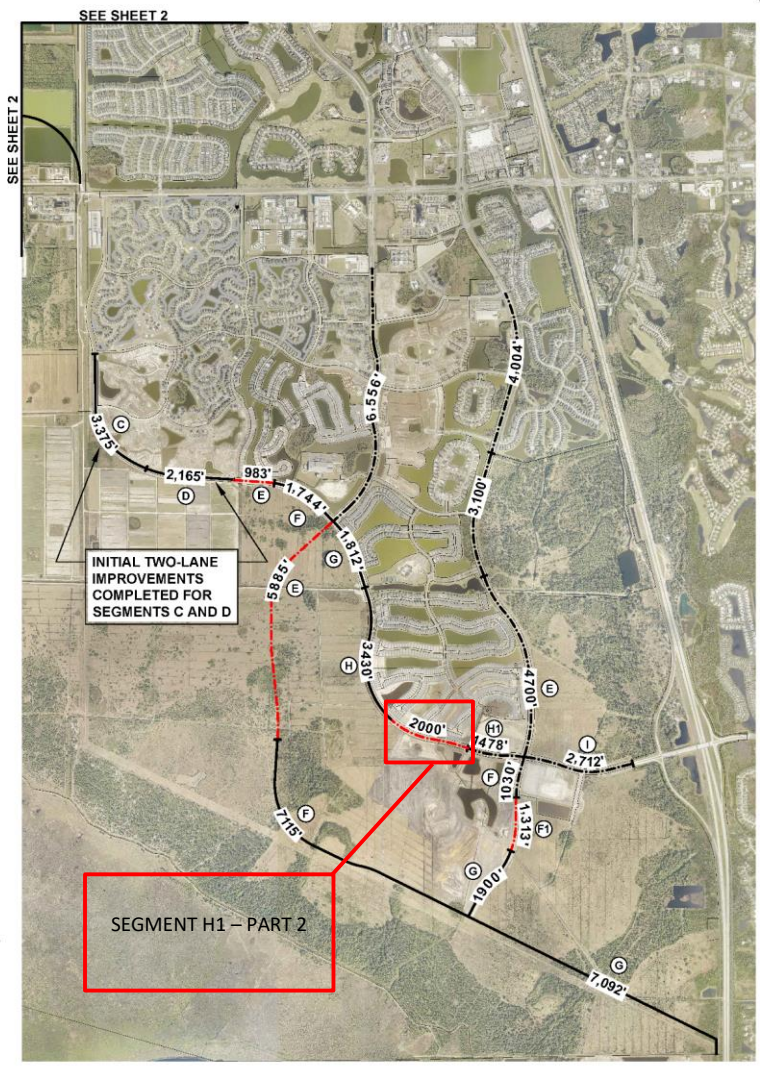 SEE SHEET 2
SEE SHEET 2
4,004'
6,556'
C
3,375'
2,165'
D
983'
E
1,744'
F
3,100'
1,812'
G
INITIAL TWO-LANE
IMPROVEMENTS
COMPLETED FOR
SEGMENTS C AND D
5885'
E
H
3430'
4700'
E
2000'
H1
1478'
I
2,712'
F
1030'
F
7115'
1,313'
F1
G
1900'
SEGMENT H1 – PART 2
G
7,092'